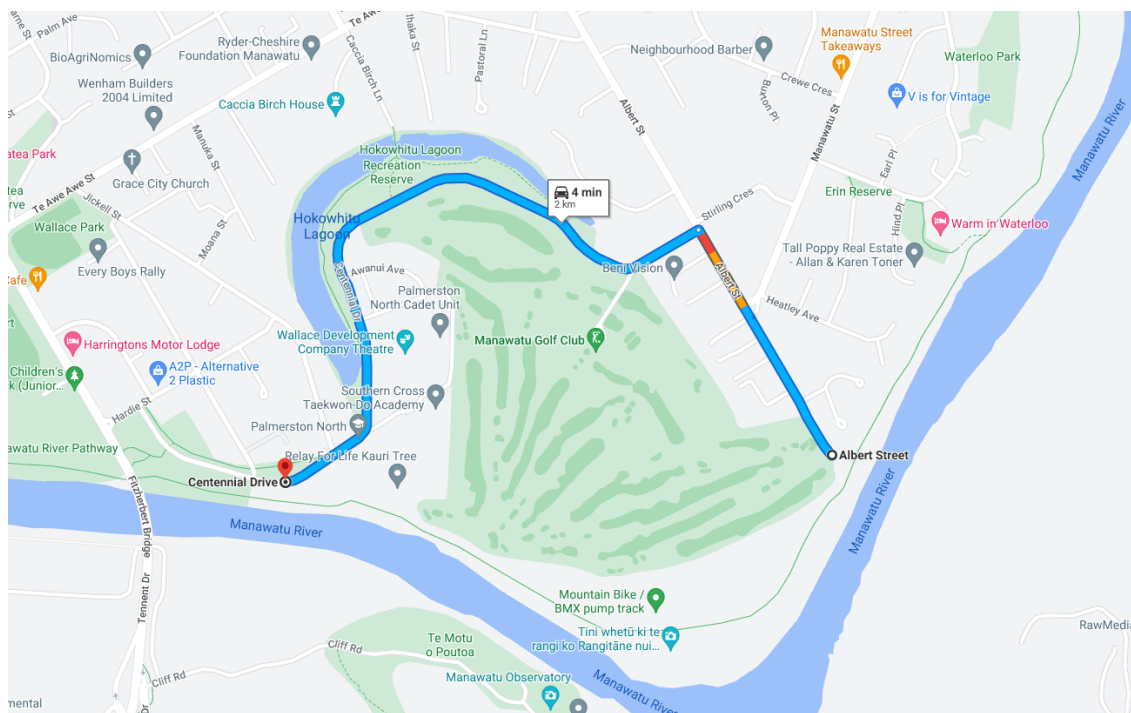 Palm Ave
Te Awe Awe St
BioAgriNomics
Ryder-Cheshire
Foundation Manawatu
Wenham Builders
2004 Limited
Caccia Birch Ln
Pastoral Ln
Neighbourhood Barber
Manawatu Street
Takeaways
Waterloo Park
Crewe Cres
Buxton Pl
V is for Vintage
Caccia Birch House
Albert St
Manawatu St
Manawatu River
Manuka St
Hokowhitu Lagoon
Recreation
Reserve
Grace City Church
Te Awe Awe St
Jickell St
Moana St
Wallace Park
Hokowhitu
Lagoon
4 min
2 km
Stirling Cres
Earl Pl
Erin Reserve
Hind Pl
Warm in Waterloo
Every Boys Rally
Cafe
Awanui Ave
Centennial Dr
Palmerston
North Cadet Unit
Benl Vision
Albert St
Tall Poppy Real Estate
- Allan & Karen Toner
Heatley Ave
Harringtons Motor Lodge
Wallace Development
Company Theatre
Manawatu Golf Club
A2P - Alternative
2 Plastic
Children's
(Junior...
Hardie St
Southern Cross
Taekwon-Do Academy
Palmerston North
Relay For Life Kauri Tree
Manawatu River Pathway
Centennial Drive
Albert Street
Fitzherbert Bridge
Manawatu River
Manawatu River
Tennent Dr
Mountain Bike /
BMX pump track
Tini whetū ki te
rangi ko Rangitāne nui...
Te Motu
o Poutoa
Cliff Rd
Cliff Rd
Manawatu Observatory
Manawatu River
RawMedia